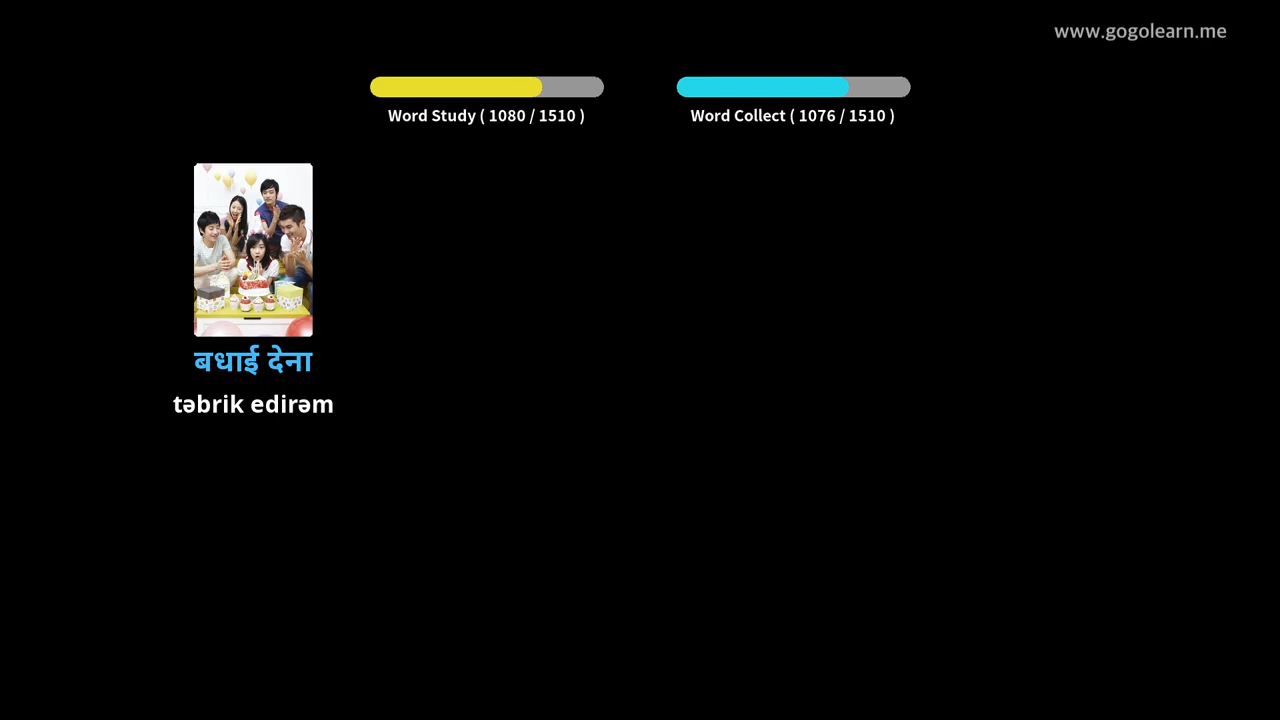 www.gogolearn.me
Word Study ( 1080 / 1510 )
Word Collect ( 1076 / 1510 )
बधाई देना
təbrik edirəm